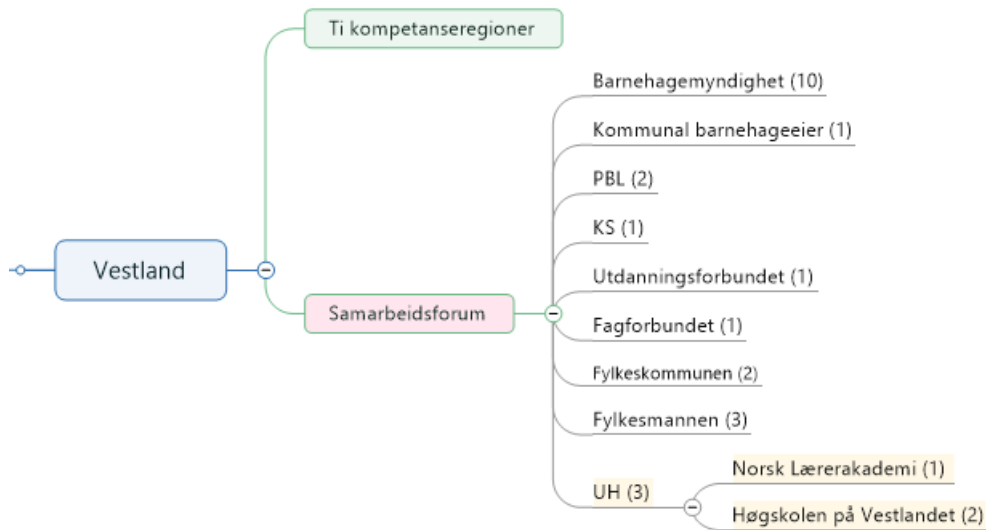 Ti kompetanseregioner
Barnehagemyndighet (10)
Kommunal barnehageeier (1)
PBL (2)
KS (1)
Vestland
Utdanningsforbundet (1)
Samarbeidsforum
Fagforbundet (1)
Fylkeskommunen (2)
Fylkesmannen (3)
Norsk Lærerakademi (1)
UH (3)
Høgskolen på Vestlandet (2)